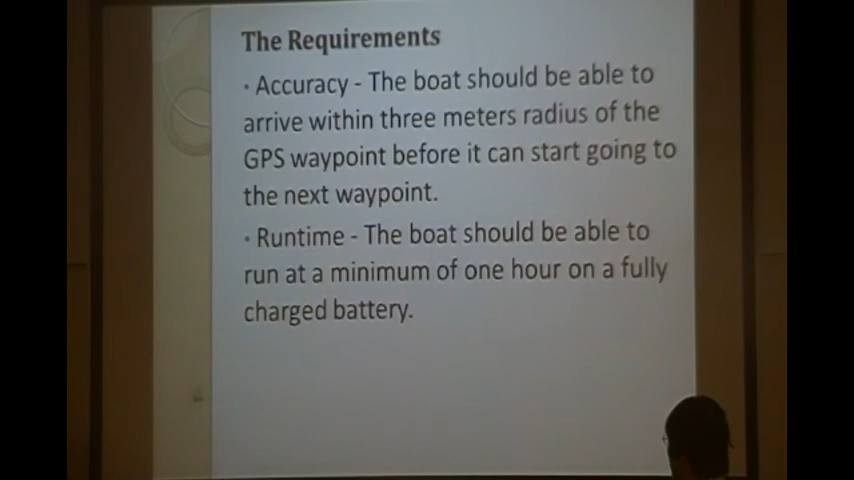 The Requirements
• Accuracy - The boat should be able to
arrive within three meters radius of the
GPS waypoint before it can start going to
the next waypoint.
• Runtime - The boat should be able to
run at a minimum of one hour on a fully
charged battery.